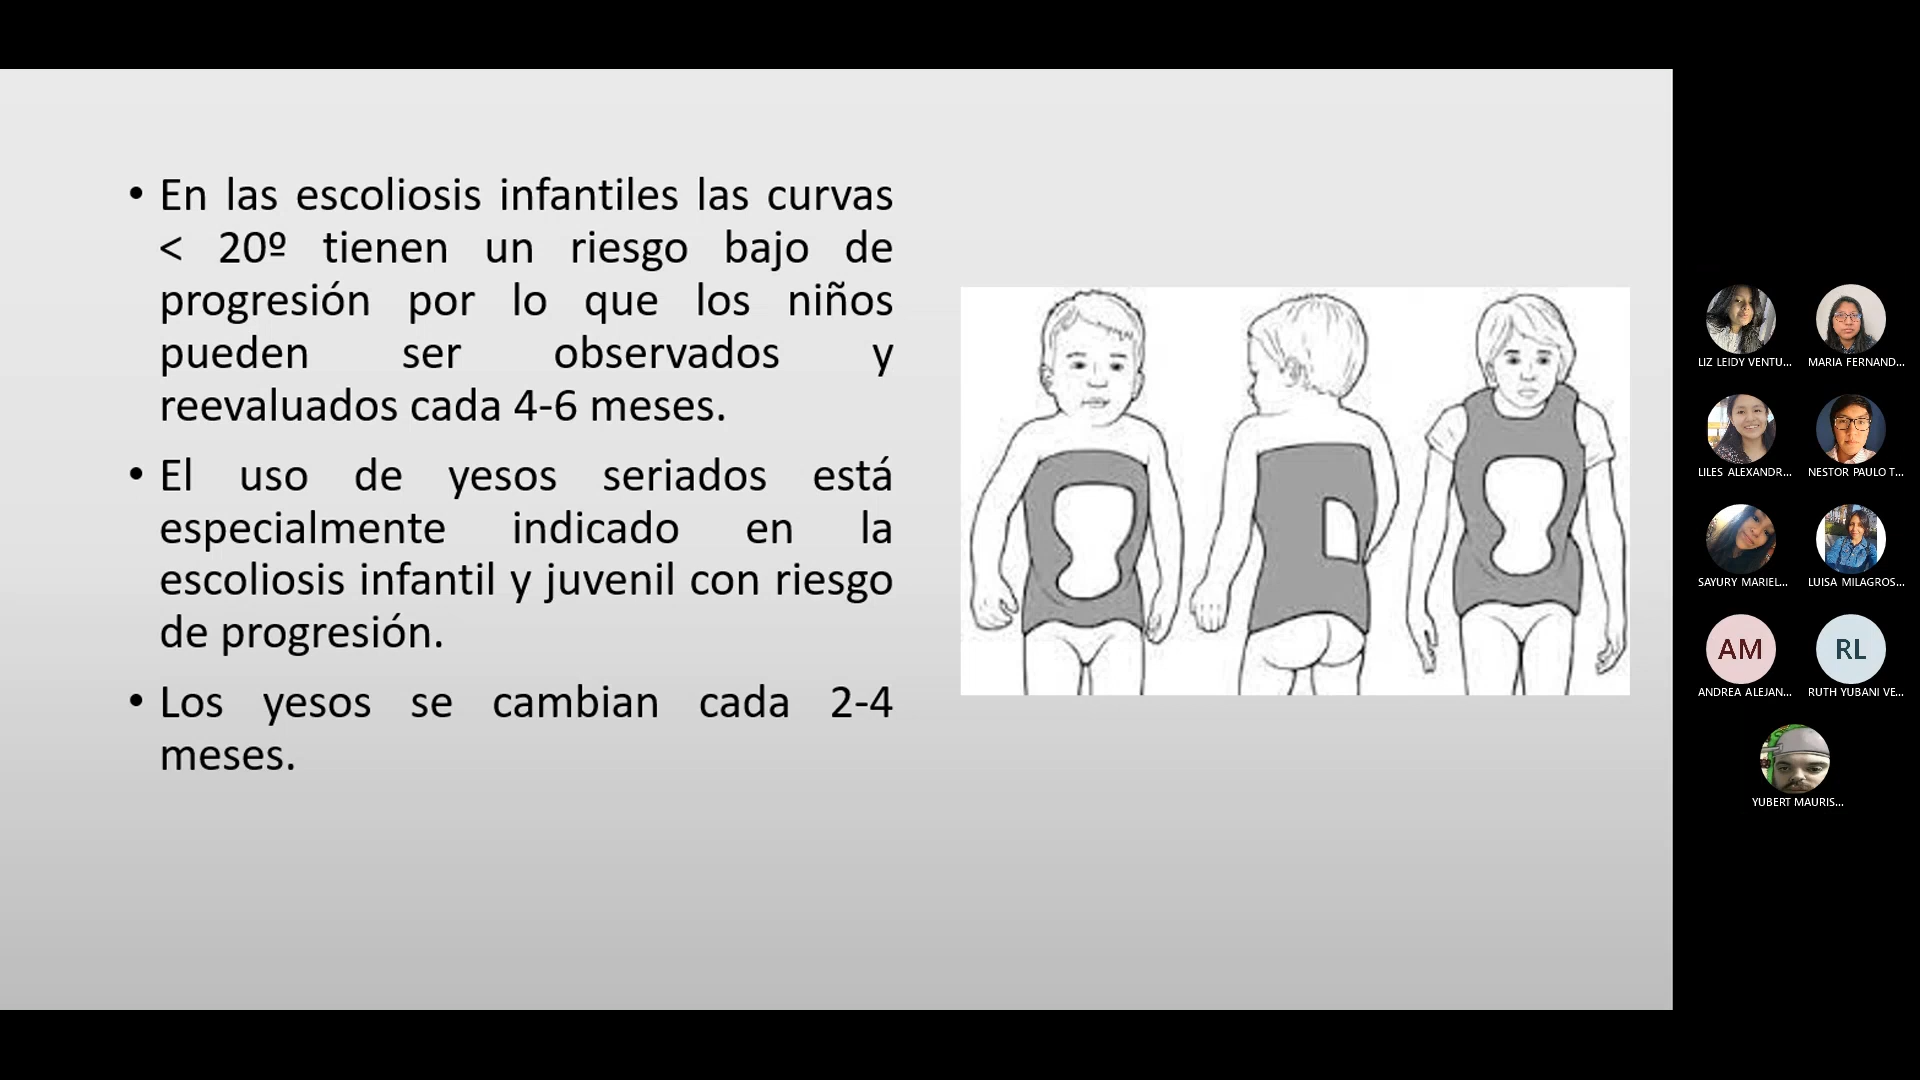 • En las escoliosis infantiles las curvas
< 20º tienen un riesgo bajo de
progresión por lo que los niños
pueden ser observados y
reevaluados cada 4-6 meses.
• El uso de yesos seriados está
especialmente indicado en la
escoliosis infantil y juvenil con riesgo
de progresión.
• Los yesos se cambian cada 2-4
meses.
LIZ LEIDY VENTU...
MARIA FERNAND...
LILES ALEXANDR...
NESTOR PAULO T...
SAYURY MARIEL...
LUISA MILAGROS...
AM
RL
ANDREA ALEJAN...
RUTH YUBANI VE...
YUBERT MAURIS...